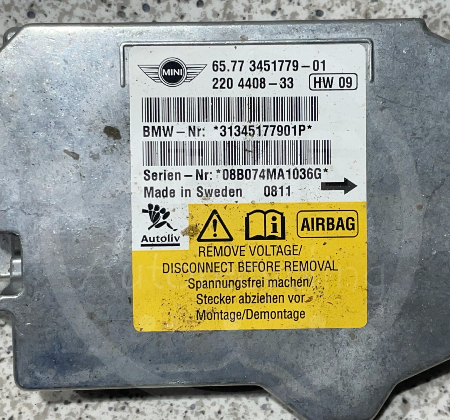 MINI
65.77 3451779-01
220 4408-33 HW 09
BMW-Nr: *31345177901P*
Serien-Nr: *08B074MA1036G*
Made in Sweden 0811
Autoliv
AIRBAG
REMOVE VOLTAGE/
DISCONNECT BEFORE REMOVAL
Spannungsfrei machen/
Stecker abziehen vor
Montage/Demontage